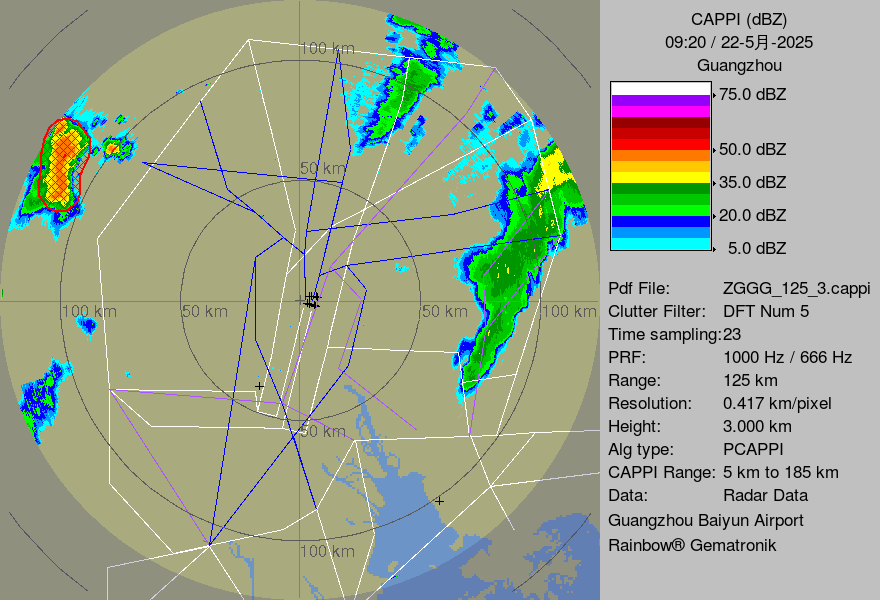 100 km
50 km
100 km
50 km
50 km
100 km
50 km
100 km
CAPPI (dBZ)
09:20 / 22-5月-2025
Guangzhou
75.0 dBZ
50.0 dBZ
35.0 dBZ
20.0 dBZ
5.0 dBZ
Pdf File: ZGGG_125_3.cappi
Clutter Filter: DFT Num 5
Time sampling:23
PRF: 1000 Hz / 666 Hz
Range: 125 km
Resolution: 0.417 km/pixel
Height: 3.000 km
Alg type: PCAPPI
CAPPI Range: 5 km to 185 km
Data: Radar Data
Guangzhou Baiyun Airport
Rainbow® Gematronik